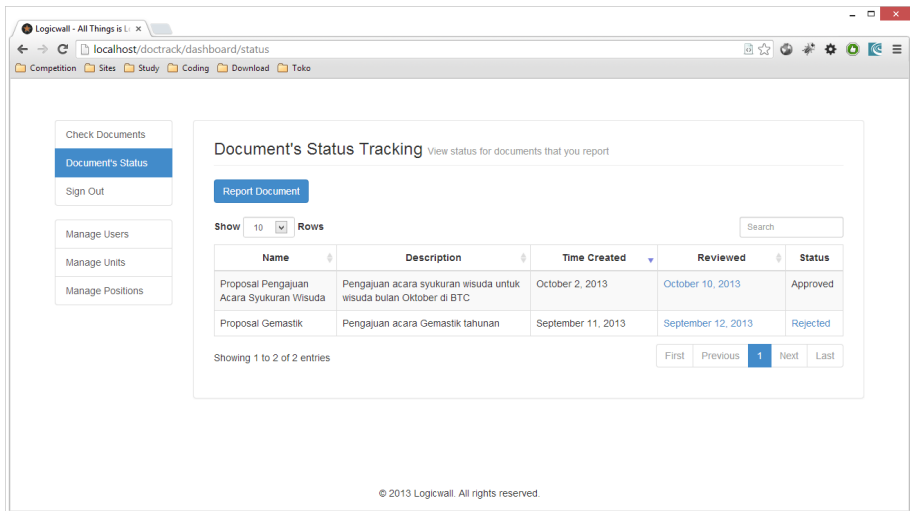 Logicwall - All Things is L
localhost/doctrack/dashboard/status
Competition Sites Study Coding Download Toko
Check Documents
Document's Status
Sign Out
Manage Users
Manage Units
Manage Positions
Document's Status Tracking View status for documents that you report
Report Document
Show 10 Rows Search
Name Description Time Created Reviewed Status
Proposal Pengajuan
Acara Syukuran Wisuda
Pengajuan acara syukuran wisuda untuk
wisuda bulan Oktober di BTC
October 2, 2013 October 10, 2013 Approved
Proposal Gemastik Pengajuan acara Gemastik tahunan September 11, 2013 September 12, 2013 Rejected
Showing 1 to 2 of 2 entries First Previous 1 Next Last
© 2013 Logicwall. All rights reserved.